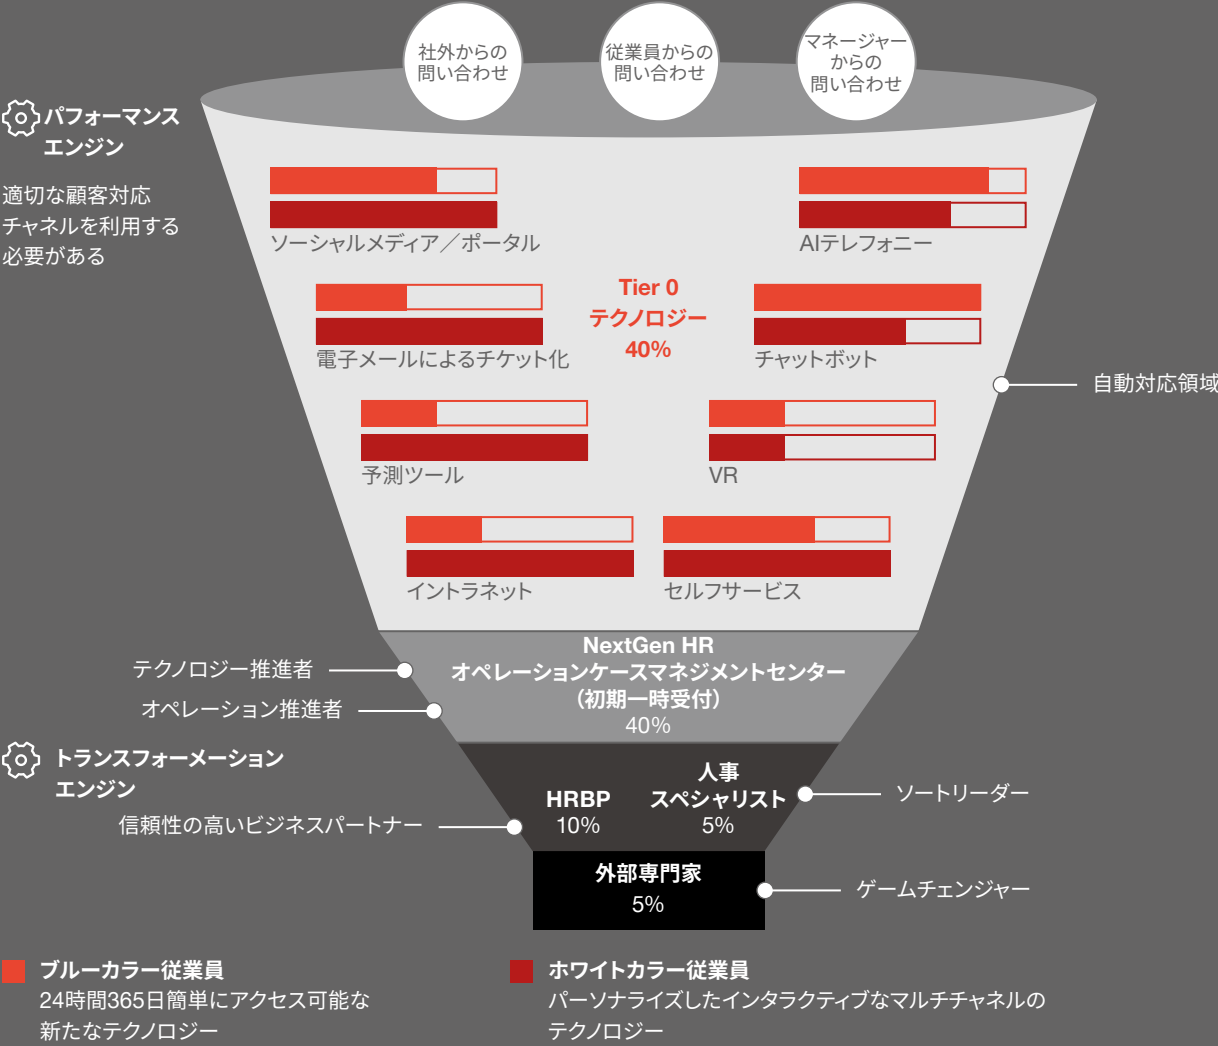 社外からの
問い合わせ
従業員からの
問い合わせ
マネージャー
からの
問い合わせ
パフォーマンス
エンジン
適切な顧客対応
チャネルを利用する
必要がある
ソーシャルメディア／ポータル
AIテレフォニー
Tier 0
テクノロジー
40%
電子メールによるチケット化
チャットボット
自動対応領域
予測ツール
VR
イントラネット
セルフサービス
NextGen HR
オペレーションケースマネジメントセンター
（初期一時受付）
40%
テクノロジー推進者
オペレーション推進者
トランスフォーメーション
エンジン
信頼性の高いビジネスパートナー
HRBP
10%
人事
スペシャリスト
5%
ソートリーダー
外部専門家
5%
ゲームチェンジャー
ブルーカラー従業員
24時間365日簡単にアクセス可能な
新たなテクノロジー
ホワイトカラー従業員
パーソナライズしたインタラクティブなマルチチャネルの
テクノロジー